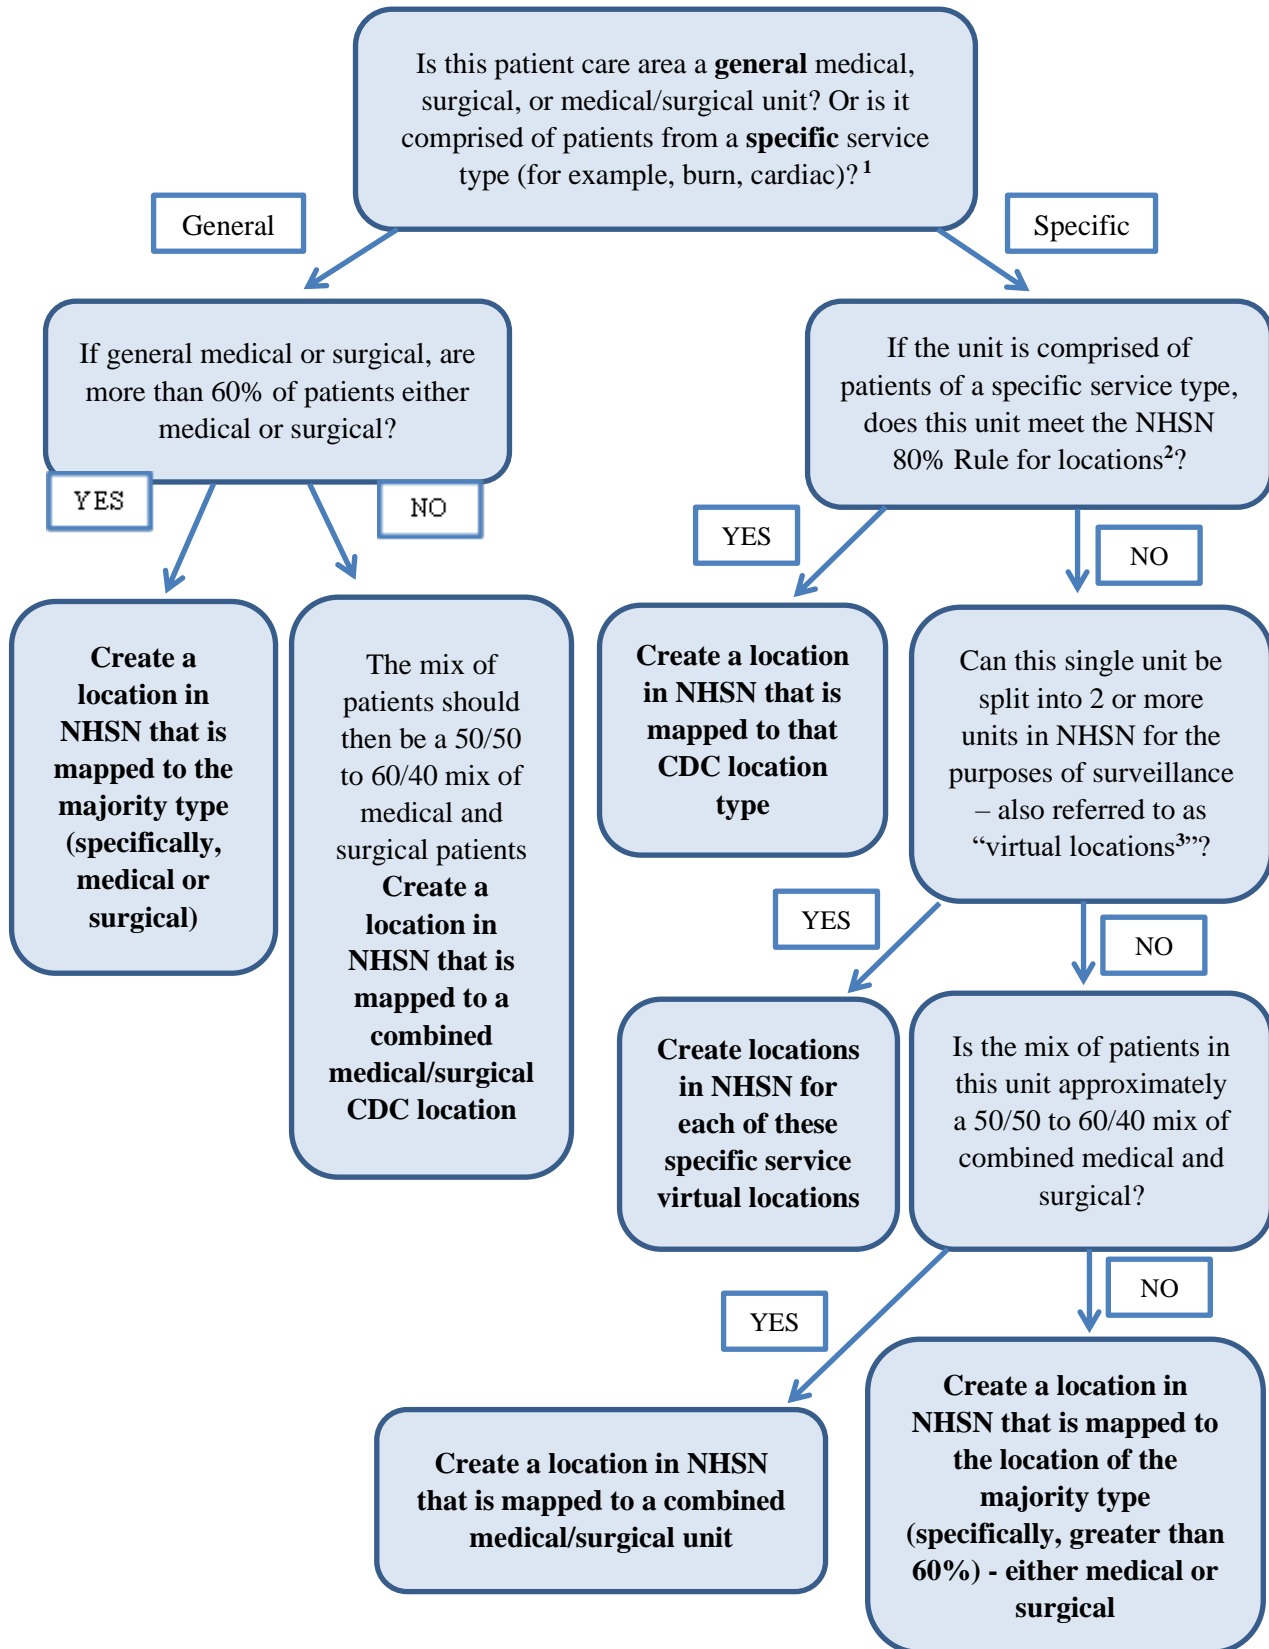 Is this patient care area a general medical,
surgical, or medical/surgical unit? Or is it
comprised of patients from a specific service
type (for example, burn, cardiac)? 1
General
Specific
If general medical or surgical, are
more than 60% of patients either
medical or surgical?
If the unit is comprised of
patients of a specific service type,
does this unit meet the NHSN
80% Rule for locations2?
YES
NO
YES
NO
Create a
location in
NHSN that is
mapped to the
majority type
(specifically,
medical or
surgical)
The mix of
patients should
then be a 50/50
to 60/40 mix of
medical and
surgical patients
Create a
location in
NHSN that is
mapped to a
combined
medical/surgical
CDC location
Create a location
in NHSN that is
mapped to that
CDC location
type
Can this single unit be
split into 2 or more
units in NHSN for the
purposes of surveillance
– also referred to as
“virtual locations3”?
YES
NO
Create locations
in NHSN for
each of these
specific service
virtual locations
Is the mix of patients in
this unit approximately
a 50/50 to 60/40 mix of
combined medical and
surgical?
YES
NO
Create a location in NHSN
that is mapped to a combined
medical/surgical unit
Create a location in
NHSN that is mapped to
the location of the
majority type
(specifically, greater than
60%) - either medical or
surgical